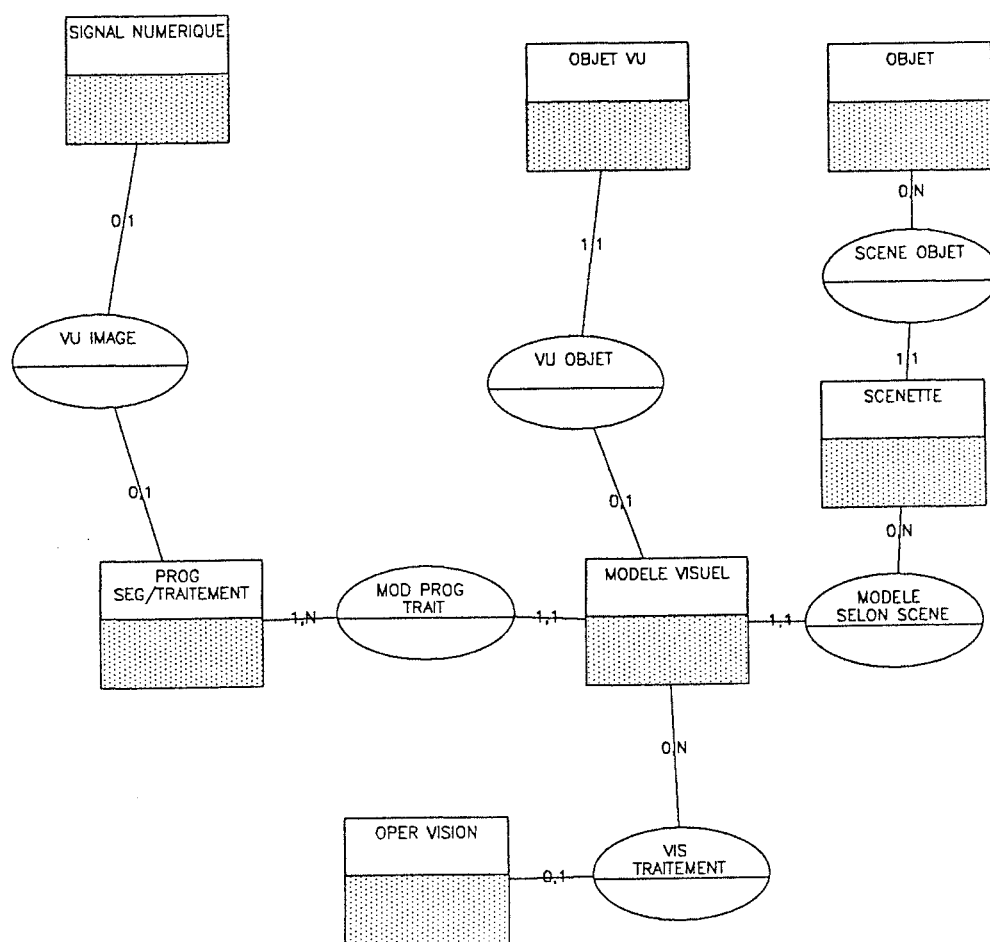 SIGNAL NUMERIQUE
OBJET VU
OBJET
0,1
1,1
0,N
SCENE OBJET
VU IMAGE
VU OBJET
1,1
SCENETTE
0,1
0,1
0,N
PROG
SEG/TRAITEMENT
MOD PROG
TRAIT
MODELE VISUEL
MODELE
SELON SCENE
1,N
1,1
1,1
0,N
OPER VISION
VIS
TRAITEMENT
0,1